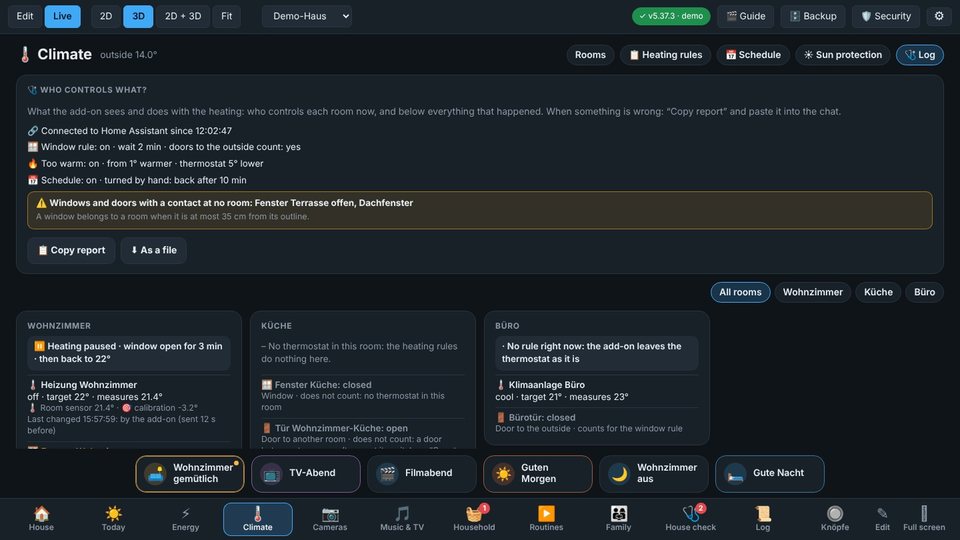 Edit Live 2D 3D 2D + 3D Fit Demo-Haus ✓ v5.37.3 · demo Guide Backup Security
Climate outside 14.0° Rooms Heating rules Schedule Sun protection Log
WHO CONTROLS WHAT?
What the add-on sees and does with the heating: who controls each room now, and below everything that happened. When something is wrong: “Copy report” and paste it into the chat.
Connected to Home Assistant since 12:02:47
Window rule: on · wait 2 min · doors to the outside count: yes
Too warm: on · from 1° warmer · thermostat 5° lower
Schedule: on · turned by hand: back after 10 min
Windows and doors with a contact at no room: Fenster Terrasse offen, Dachfenster
A window belongs to a room when it is at most 35 cm from its outline.
Copy report As a file
All rooms Wohnzimmer Küche Büro
WOHNZIMMER
Heating paused · window open for 3 min
· then back to 22°
Heizung Wohnzimmer
off · target 22° · measures 21.4°
Room sensor 21.4° · calibration -3.2°
Last changed 15:57:59: by the add-on (sent 12 s
before)
KÜCHE
– No thermostat in this room: the heating rules
do nothing here.
Fenster Küche: closed
Window · does not count: no thermostat in this
room
Tür Wohnzimmer-Küche: open
Door to another room · does not count: a door
BÜRO
· No rule right now: the add-on leaves the
thermostat as it is
Klimaanlage Büro
cool · target 21° · measures 23°
Bürotür: closed
Door to the outside · counts for the window rule
Wohnzimmer
gemütlich
TV-Abend
Filmabend
Guten
Morgen
Wohnzimmer
aus
Gute Nacht
House Today Energy Climate Cameras Music & TV Household 1 Routines Family House check 2 Log Knöpfe Edit Full screen